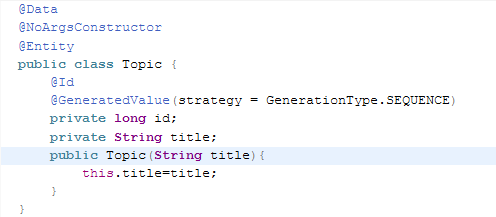 @Data
@NoArgsConstructor
@Entity
public class Topic {
    @Id
    @GeneratedValue(strategy = GenerationType.SEQUENCE)
    private long id;
    private String title;
    public Topic(String title){
        this.title=title;
    }
}